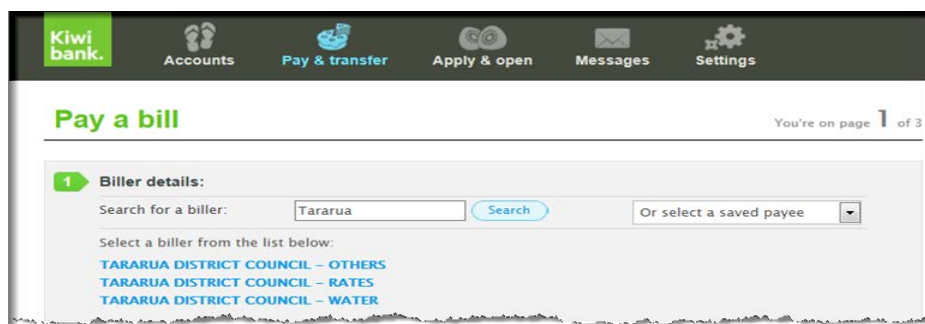 Kiwi
bank.
Accounts
Pay & transfer
Apply & open
Messages
Settings
Pay a bill
You're on page 1 of 3
1 Biller details:
Search for a biller: Tararua Search Or select a saved payee
Select a biller from the list below:
TARARUA DISTRICT COUNCIL – OTHERS
TARARUA DISTRICT COUNCIL – RATES
TARARUA DISTRICT COUNCIL – WATER